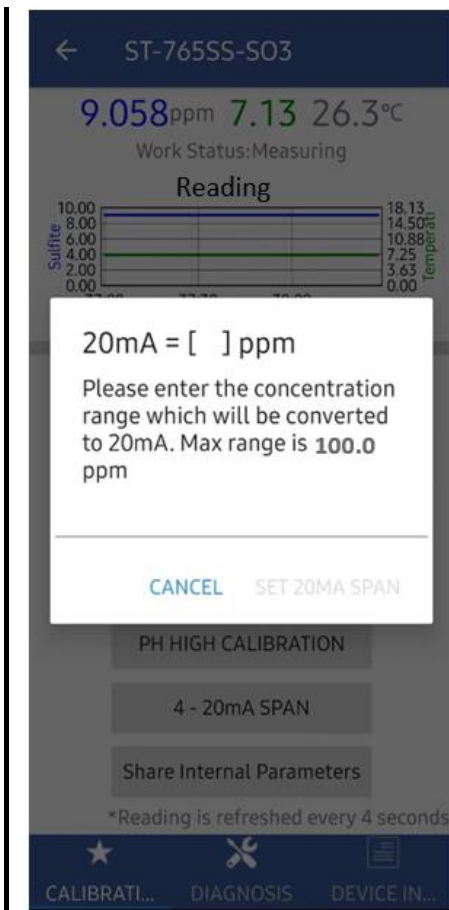 ← ST-765SS-SO3
9.058ppm 7.13 26.3°C
Work Status:Measuring
Reading
10.00
8.00
6.00
4.00
2.00
0.00
Sulfite
18.13
14.50
10.88
7.25
3.63
0.00
Temperati
20mA = [ ] ppm
Please enter the concentration
range which will be converted
to 20mA. Max range is 100.0
ppm
CANCEL SET 20MA SPAN
PH HIGH CALIBRATION
4 - 20mA SPAN
Share Internal Parameters
*Reading is refreshed every 4 seconds
CALIBRATI... DIAGNOSIS DEVICE IN...